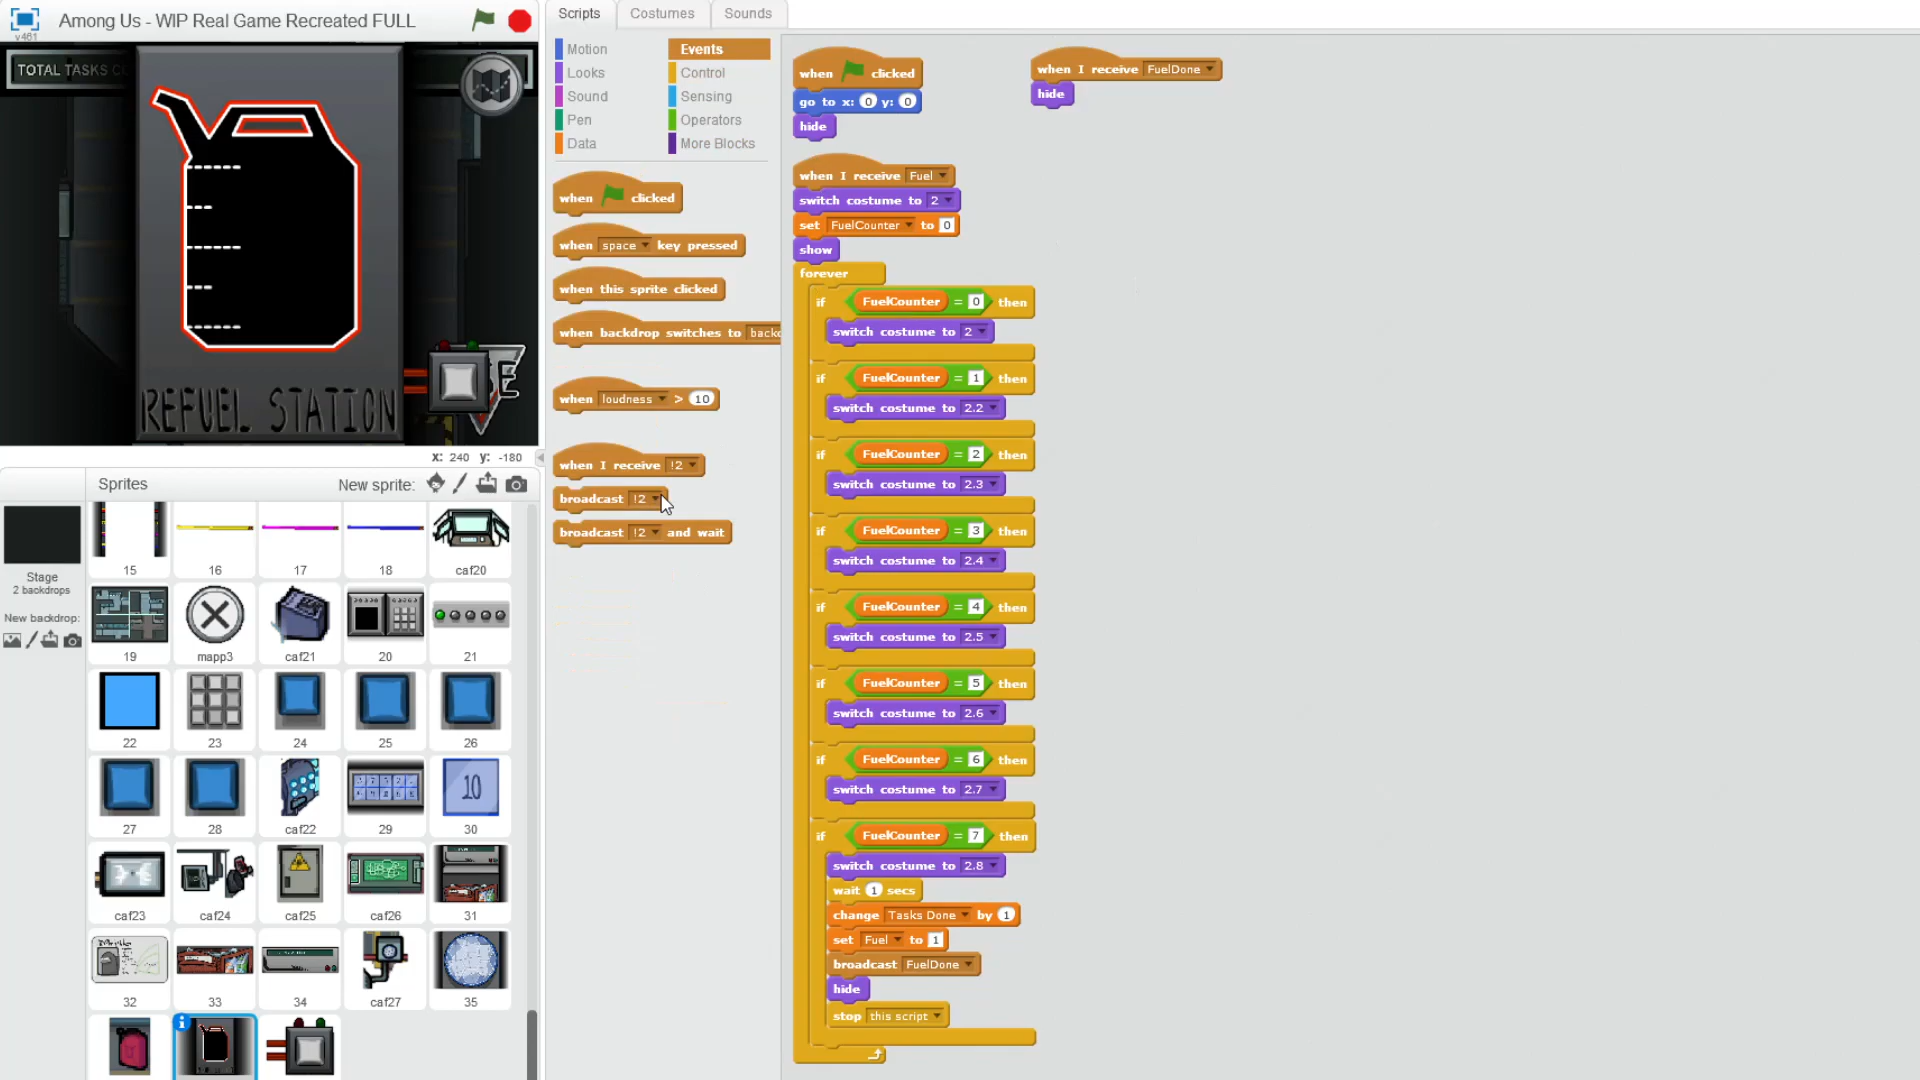 Among Us - WIP Real Game Recreated FULL
v461
TOTAL TASKS C
REFUEL STATION
E
x: 240 y: -180
Sprites
New sprite:
Stage
2 backdrops
New backdrop:
15
16
17
18
caf20
19
mapp3
caf21
20
21
22
23
24
25
26
27
28
caf22
29
10
30
caf23
caf24
caf25
caf26
31
32
33
34
caf27
35
Scripts
Costumes
Sounds
Motion
Events
Looks
Control
Sound
Sensing
Pen
Operators
Data
More Blocks
when clicked
when space key pressed
when this sprite clicked
when backdrop switches to backd
when loudness > 10
when I receive !2
broadcast !2
broadcast !2 and wait
when clicked
go to x: 0 y: 0
hide
when I receive Fuel
switch costume to 2
set FuelCounter to 0
show
forever
if FuelCounter = 0 then
switch costume to 2
if FuelCounter = 1 then
switch costume to 2.2
if FuelCounter = 2 then
switch costume to 2.3
if FuelCounter = 3 then
switch costume to 2.4
if FuelCounter = 4 then
switch costume to 2.5
if FuelCounter = 5 then
switch costume to 2.6
if FuelCounter = 6 then
switch costume to 2.7
if FuelCounter = 7 then
switch costume to 2.8
wait 1 secs
change Tasks Done by 1
set Fuel to 1
broadcast FuelDone
hide
stop this script
when I receive FuelDone
hide